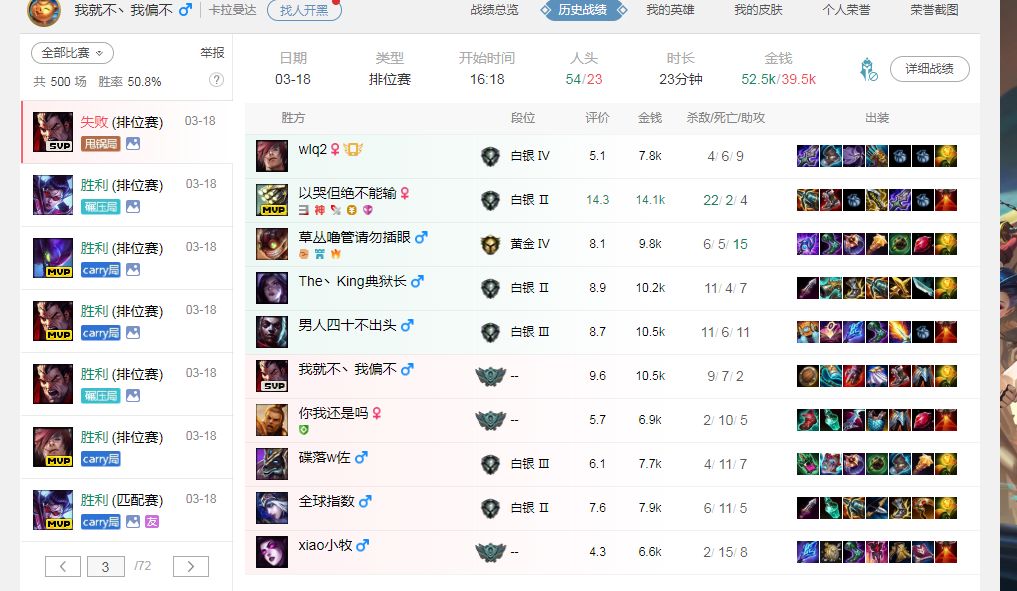 我就不丶我偏不 卡拉曼达 找人开黑 战绩总览 历史战绩 我的英雄 我的皮肤 个人荣誉 荣誉截图
全部比赛 举报
共 500 场 胜率 50.8% ?
失败 (排位赛) 03-18
SVP 甩锅局
胜利 (排位赛) 03-18
碾压局
胜利 (排位赛) 03-18
MVP carry局
胜利 (排位赛) 03-18
MVP carry局
胜利 (排位赛) 03-18
碾压局
胜利 (排位赛) 03-18
MVP carry局
胜利 (匹配赛) 03-18
MVP carry局 友
3 /72
日期 类型 开始时间 人头 时长 金钱
03-18 排位赛 16:18 54/23 23分钟 52.5k/39.5k 详细战绩
胜方 段位 评价 金钱 杀敌/死亡/助攻 出装
wlq2 白银 IV 5.1 7.8k 4/ 6/ 9
以哭但绝不能输 白银 II 14.3 14.1k 22/ 2/ 4
MVP 神
草丛噜管请勿插眼 黄金 IV 8.1 9.8k 6/ 5/ 15
The丶King典狱长 白银 II 8.9 10.2k 11/ 4/ 7
男人四十不出头 白银 III 8.7 10.5k 11/ 6/ 11
我就不丶我偏不 -- 9.6 10.5k 9/ 7/ 2
SVP
你我还是吗 -- 5.7 6.9k 2/ 10/ 5
碟落w佐 白银 III 6.1 7.7k 4/ 11/ 7
全球指数 白银 II 7.6 7.9k 6/ 11/ 5
xiao小牧 -- 4.3 6.6k 2/ 15/ 8